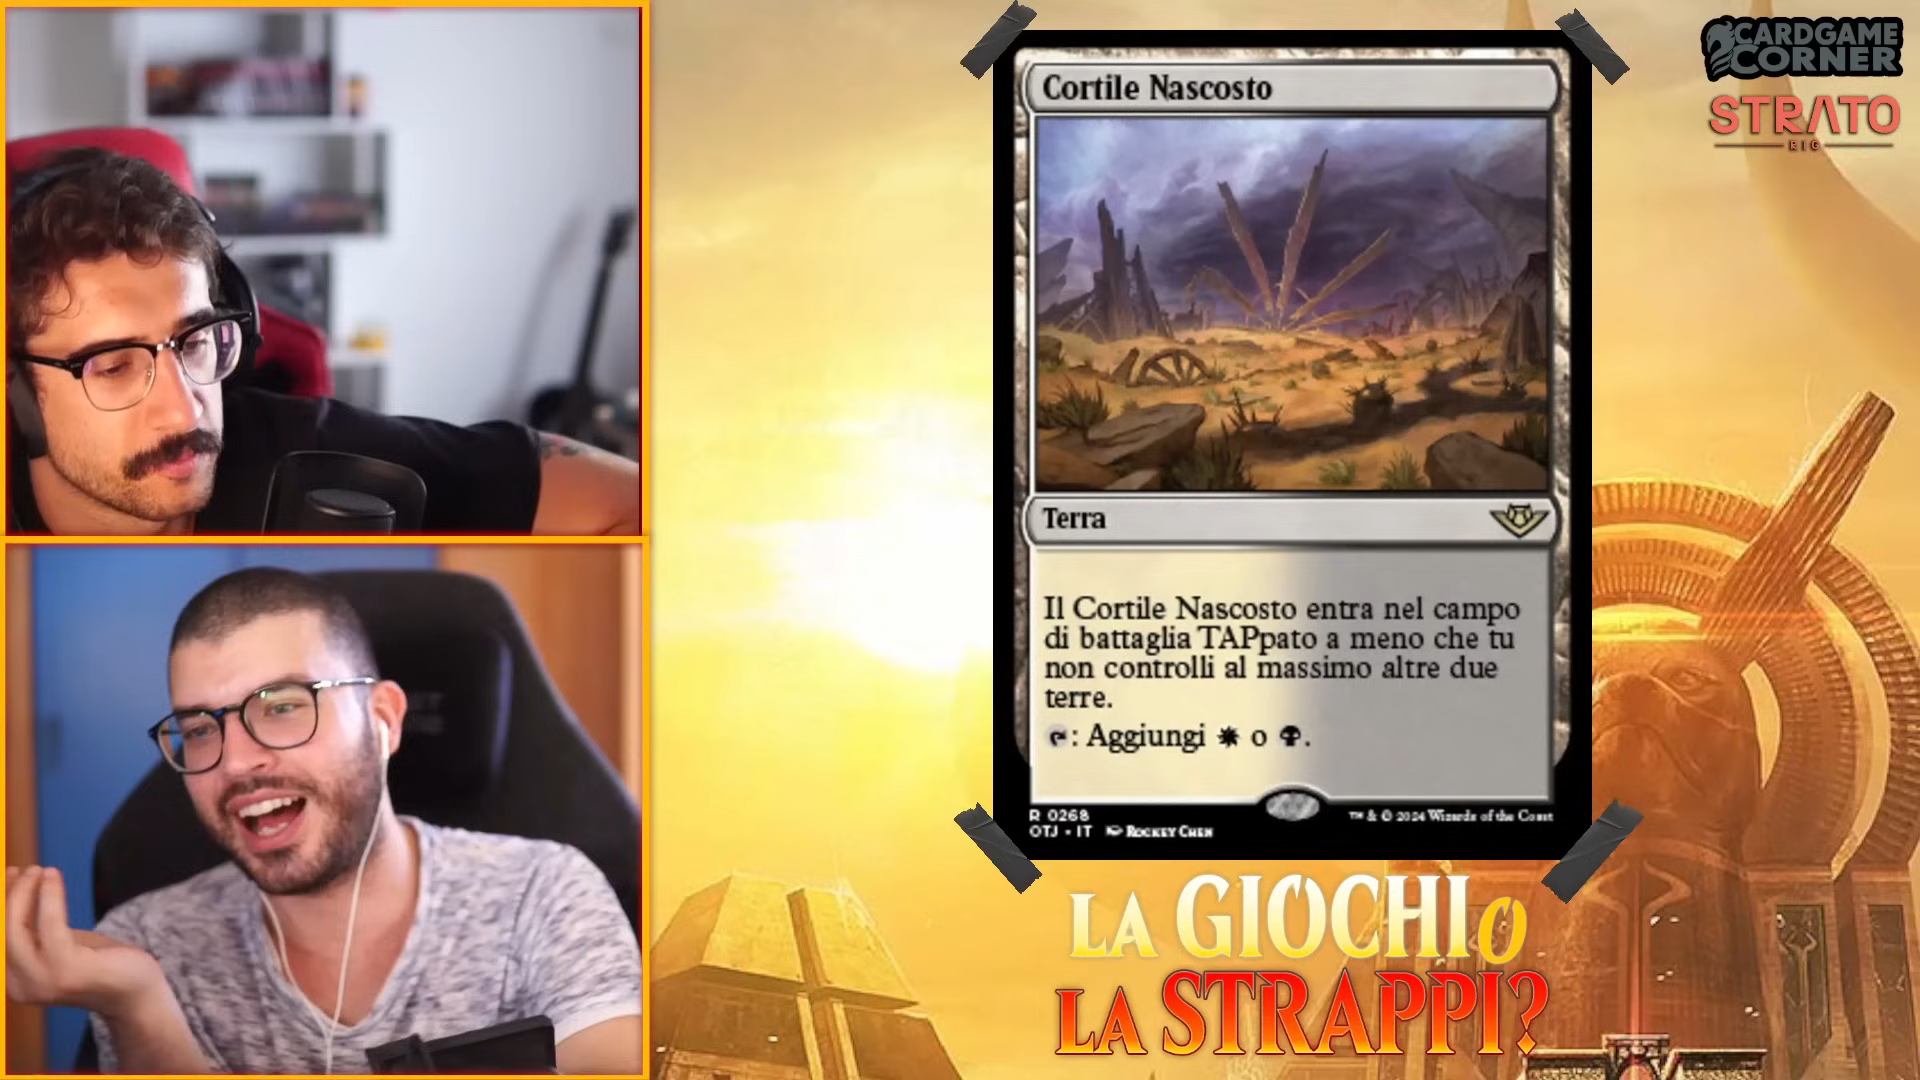 CARDGAME
CORNER
STRATO
RIG
Cortile Nascosto
Terra
Il Cortile Nascosto entra nel campo
di battaglia TAPpato a meno che tu
non controlli al massimo altre due
terre.
: Aggiungi o .
R 0268
OTJ • IT ROCKEY CHEN
™ & © 2024 Wizards of the Coast
LA GIOCHI O
LA STRAPPI?